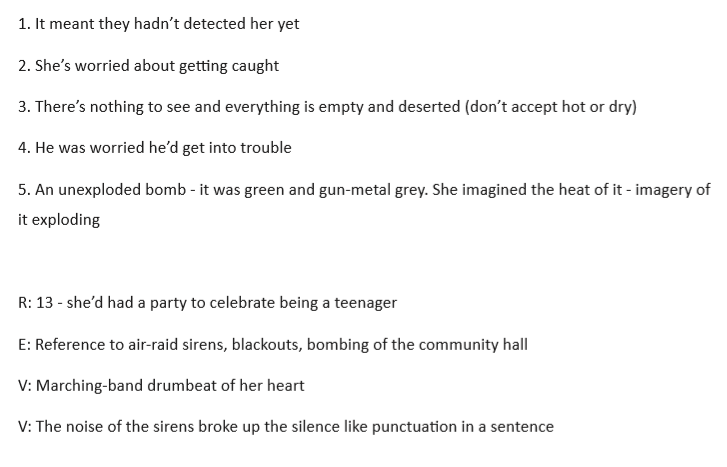 1. It meant they hadn’t detected her yet
2. She’s worried about getting caught
3. There’s nothing to see and everything is empty and deserted (don’t accept hot or dry)
4. He was worried he’d get into trouble
5. An unexploded bomb - it was green and gun-metal grey. She imagined the heat of it - imagery of
it exploding
R: 13 - she’d had a party to celebrate being a teenager
E: Reference to air-raid sirens, blackouts, bombing of the community hall
V: Marching-band drumbeat of her heart
V: The noise of the sirens broke up the silence like punctuation in a sentence